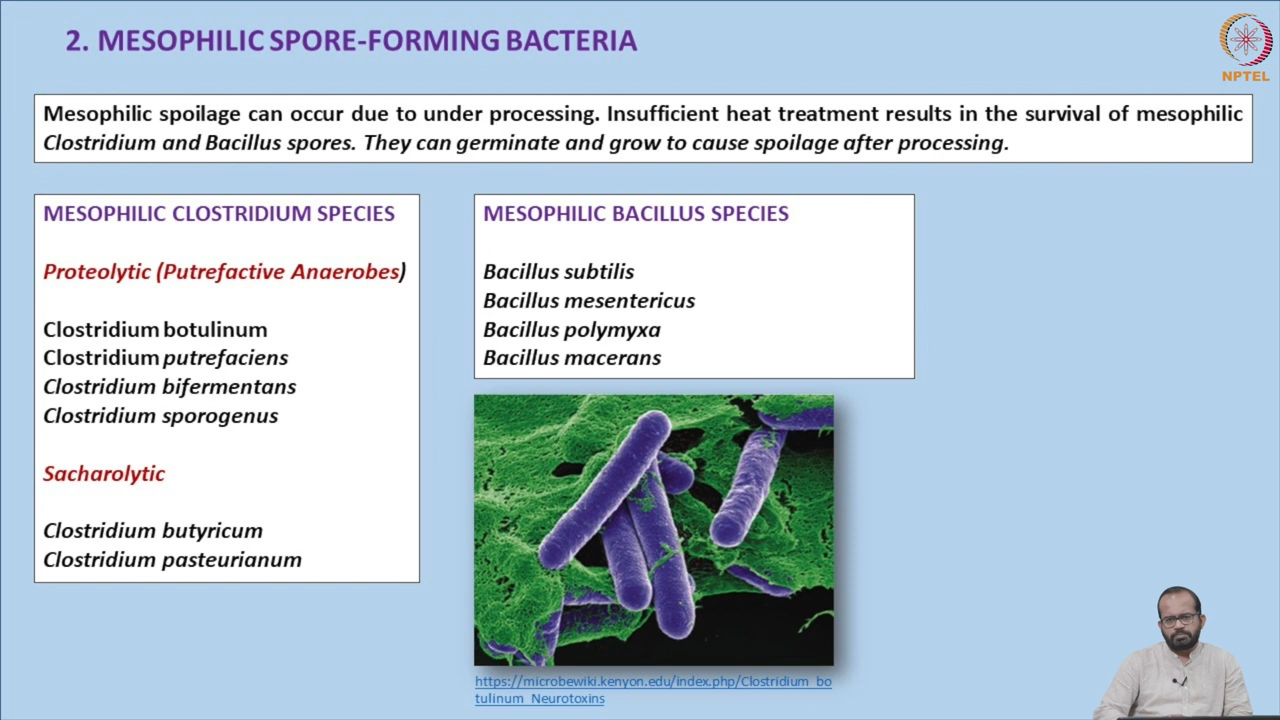 2. MESOPHILIC SPORE-FORMING BACTERIA
NPTEL
Mesophilic spoilage can occur due to under processing. Insufficient heat treatment results in the survival of mesophilic
Clostridium and Bacillus spores. They can germinate and grow to cause spoilage after processing.
MESOPHILIC CLOSTRIDIUM SPECIES
Proteolytic (Putrefactive Anaerobes)
Clostridium botulinum
Clostridium putrefaciens
Clostridium bifermentans
Clostridium sporogenus
Sacharolytic
Clostridium butyricum
Clostridium pasteurianum
MESOPHILIC BACILLUS SPECIES
Bacillus subtilis
Bacillus mesentericus
Bacillus polymyxa
Bacillus macerans
https://microbewiki.kenyon.edu/index.php/Clostridium_bo
tulinum_Neurotoxins